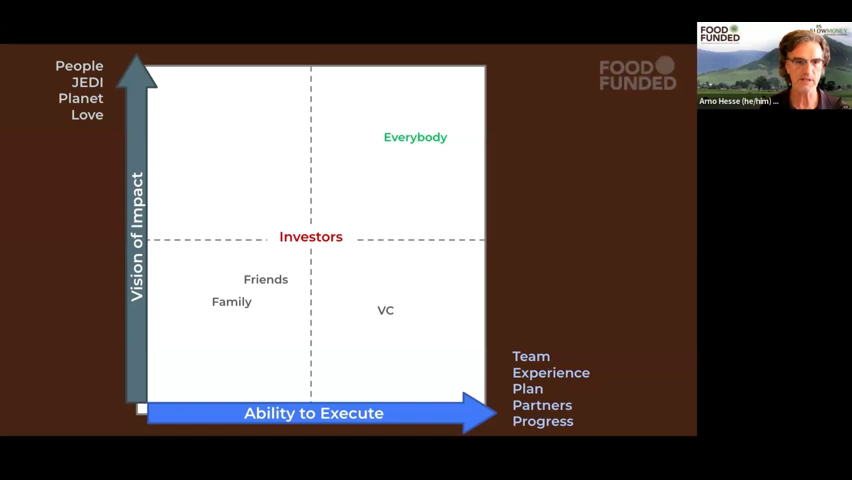 People
JEDI
Planet
Love
Vision of Impact
FOOD
FUNDED
Everybody
Investors
Friends
Family
VC
Ability to Execute
Team
Experience
Plan
Partners
Progress
FOOD
FUNDED
SLOW MONEY
Arno Hesse (he/him) ...